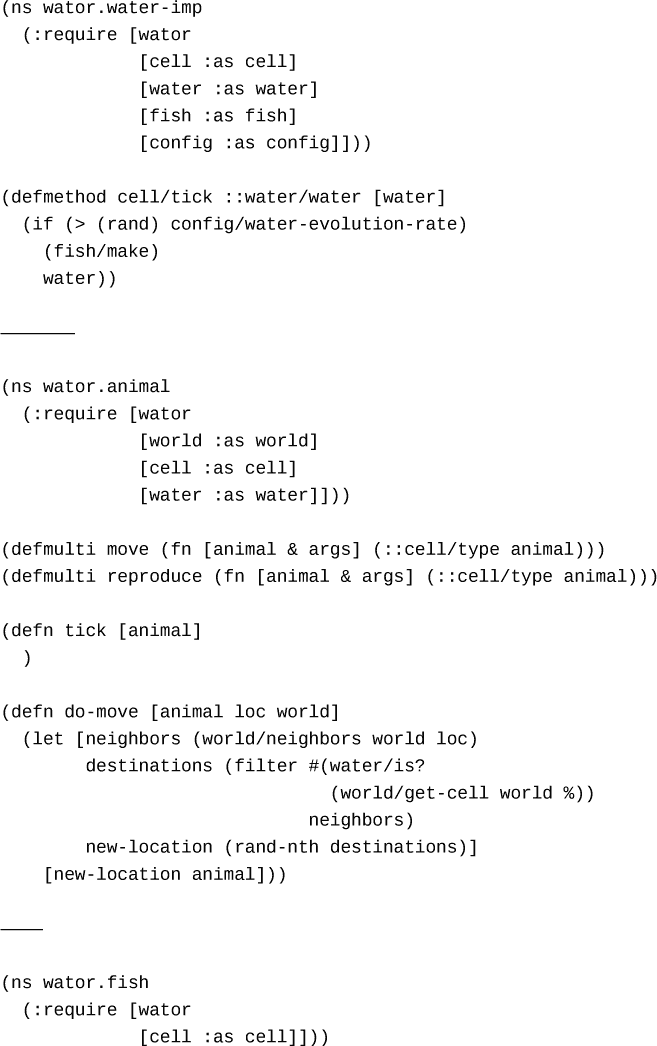 (ns wator.water-imp
  (:require [wator
             [cell :as cell]
             [water :as water]
             [fish :as fish]
             [config :as config]]))
(defmethod cell/tick ::water/water [water]
  (if (> (rand) config/water-evolution-rate)
    (fish/make)
    water))
(ns wator.animal
  (:require [wator
             [world :as world]
             [cell :as cell]
             [water :as water]]))
(defmulti move (fn [animal & args] (::cell/type animal)))
(defmulti reproduce (fn [animal & args] (::cell/type animal)))
(defn tick [animal]
  )
(defn do-move [animal loc world]
  (let [neighbors (world/neighbors world loc)
        destinations (filter #(water/is?
                               (world/get-cell world %))
                             neighbors)
        new-location (rand-nth destinations)]
    [new-location animal]))
(ns wator.fish
  (:require [wator
             [cell :as cell]]))